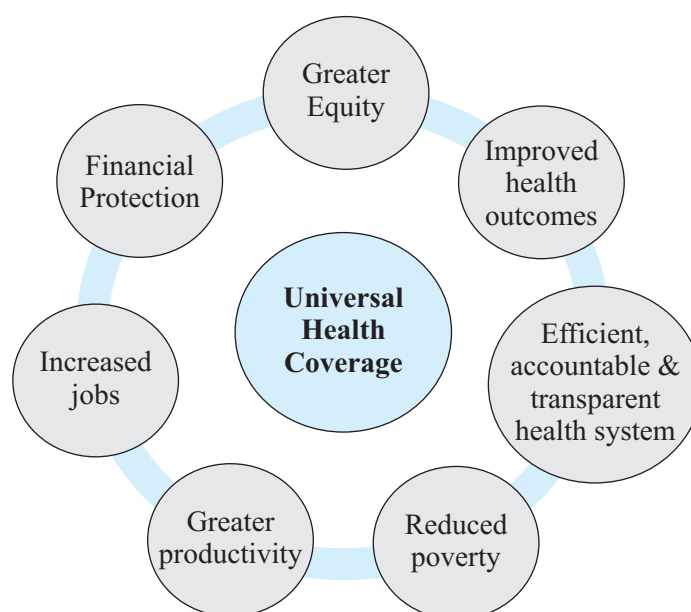 Greater
Equity
Improved
health
outcomes
Efficient,
accountable &
transparent
health system
Reduced
poverty
Greater
productivity
Increased
jobs
Financial
Protection
Universal
Health
Coverage